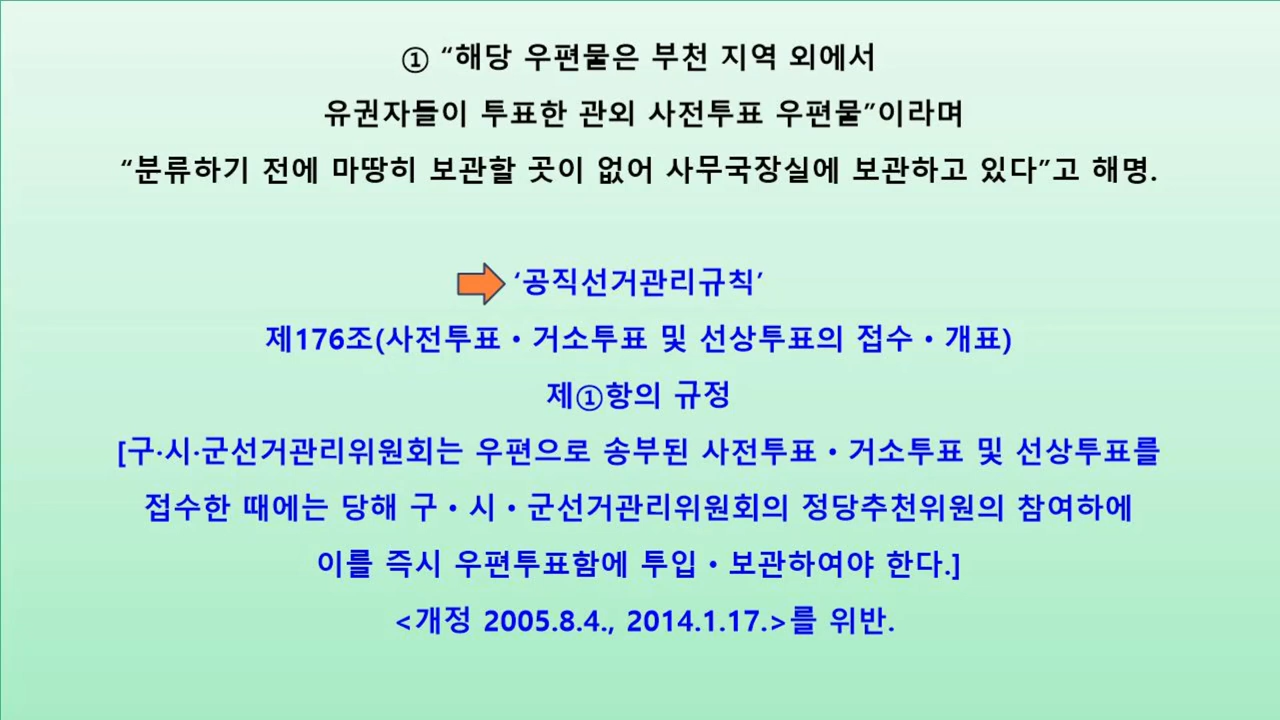 ① “해당 우편물은 부천 지역 외에서
유권자들이 투표한 관외 사전투표 우편물”이라며
“분류하기 전에 마땅히 보관할 곳이 없어 사무국장실에 보관하고 있다”고 해명.
‘공직선거관리규칙’
제176조(사전투표・거소투표 및 선상투표의 접수・개표)
제①항의 규정
[구·시·군선거관리위원회는 우편으로 송부된 사전투표・거소투표 및 선상투표를
접수한 때에는 당해 구・시・군선거관리위원회의 정당추천위원의 참여하에
이를 즉시 우편투표함에 투입・보관하여야 한다.]
<개정 2005.8.4., 2014.1.17.>를 위반.